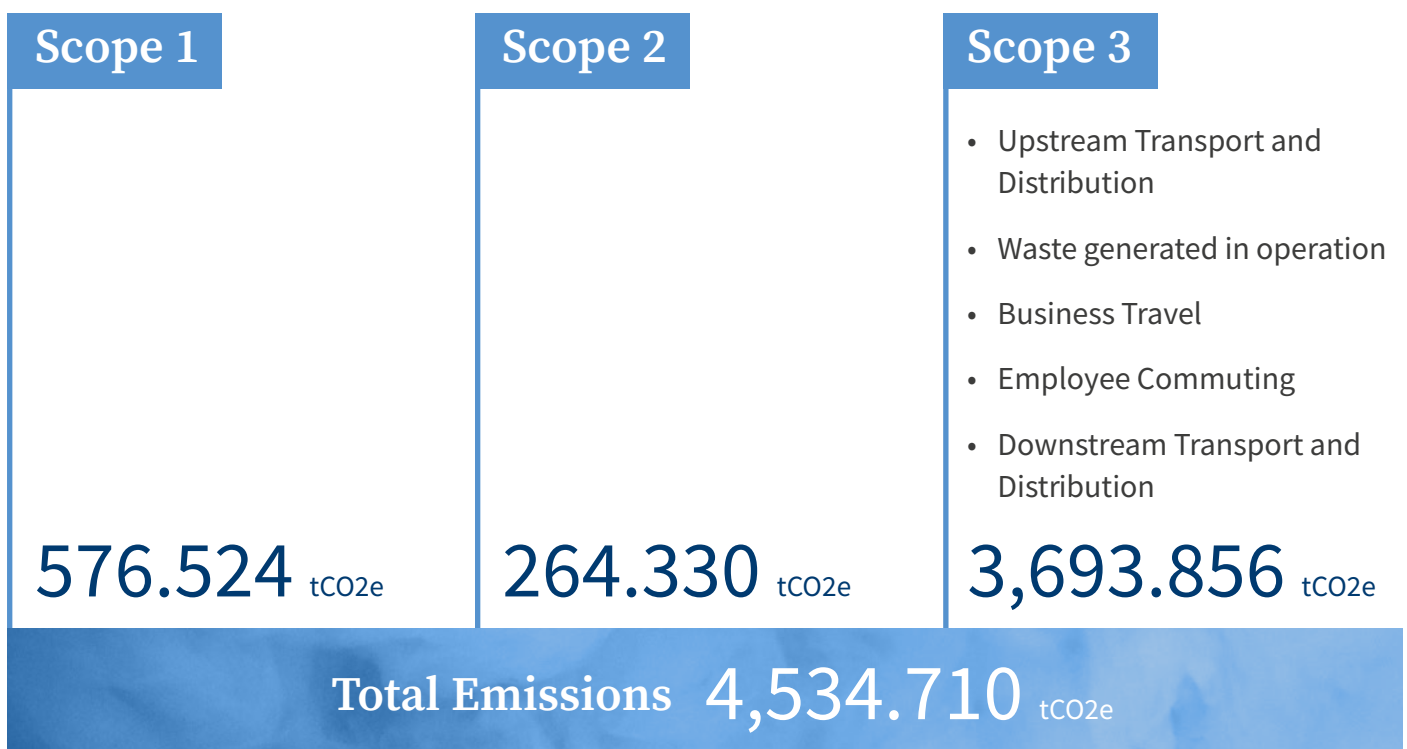 Scope 1
576.524 tCO2e
Scope 2
264.330 tCO2e
Scope 3
• Upstream Transport and
Distribution
• Waste generated in operation
• Business Travel
• Employee Commuting
• Downstream Transport and
Distribution
3,693.856 tCO2e
Total Emissions 4,534.710 tCO2e